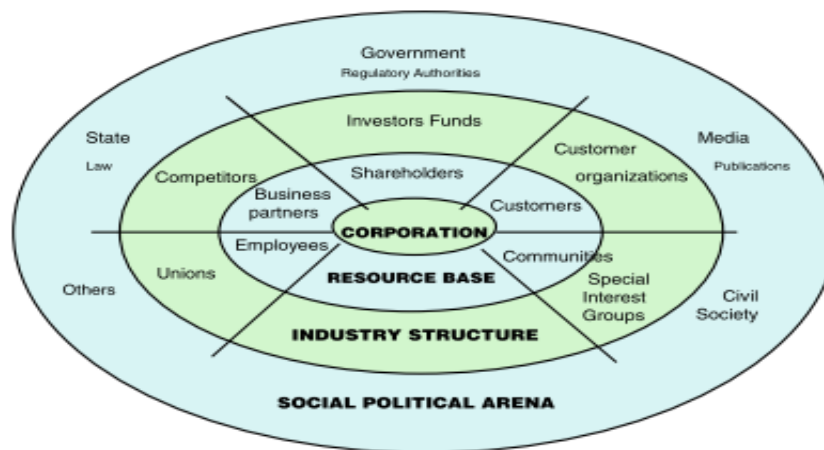 Government
Regulatory Authorities
State
Law
Media
Publications
Investors Funds
Competitors
Customer
organizations
Shareholders
Business
partners
Customers
CORPORATION
Employees
Communities
RESOURCE BASE
Unions
Special
Interest
Groups
Others
Civil
Society
INDUSTRY STRUCTURE
SOCIAL POLITICAL ARENA